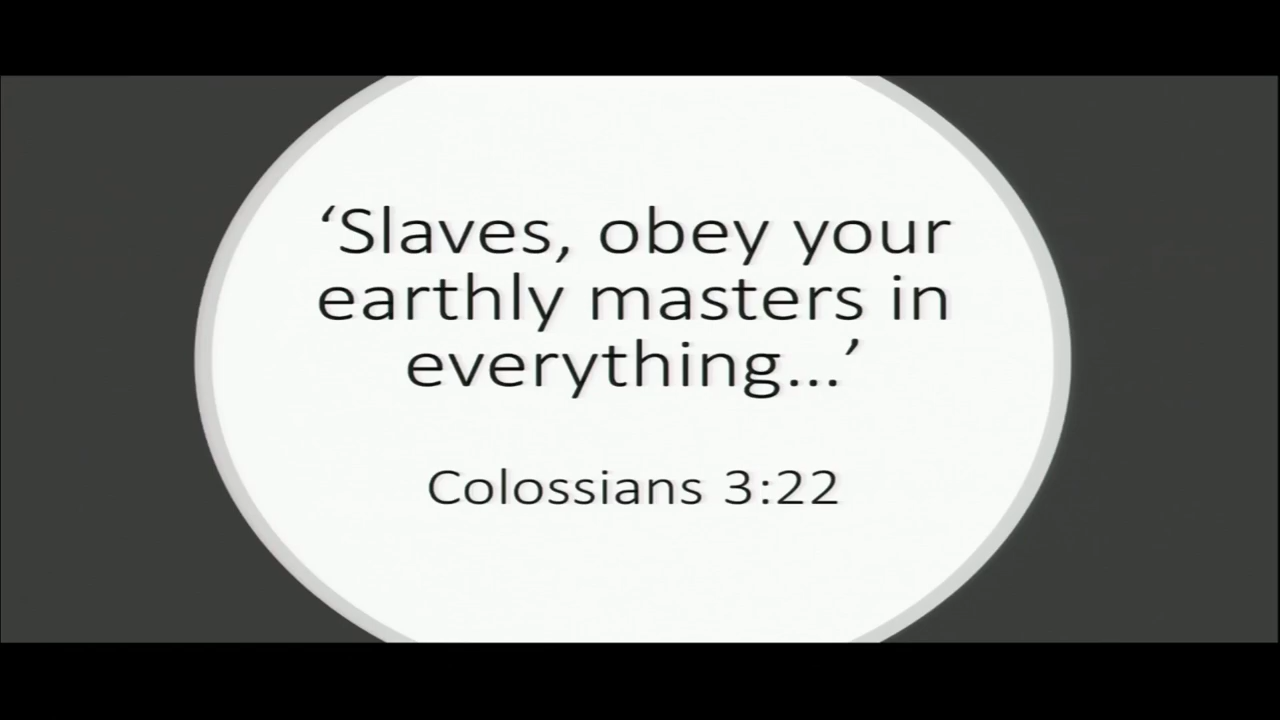 ‘Slaves, obey your
earthly masters in
everything...’
Colossians 3:22